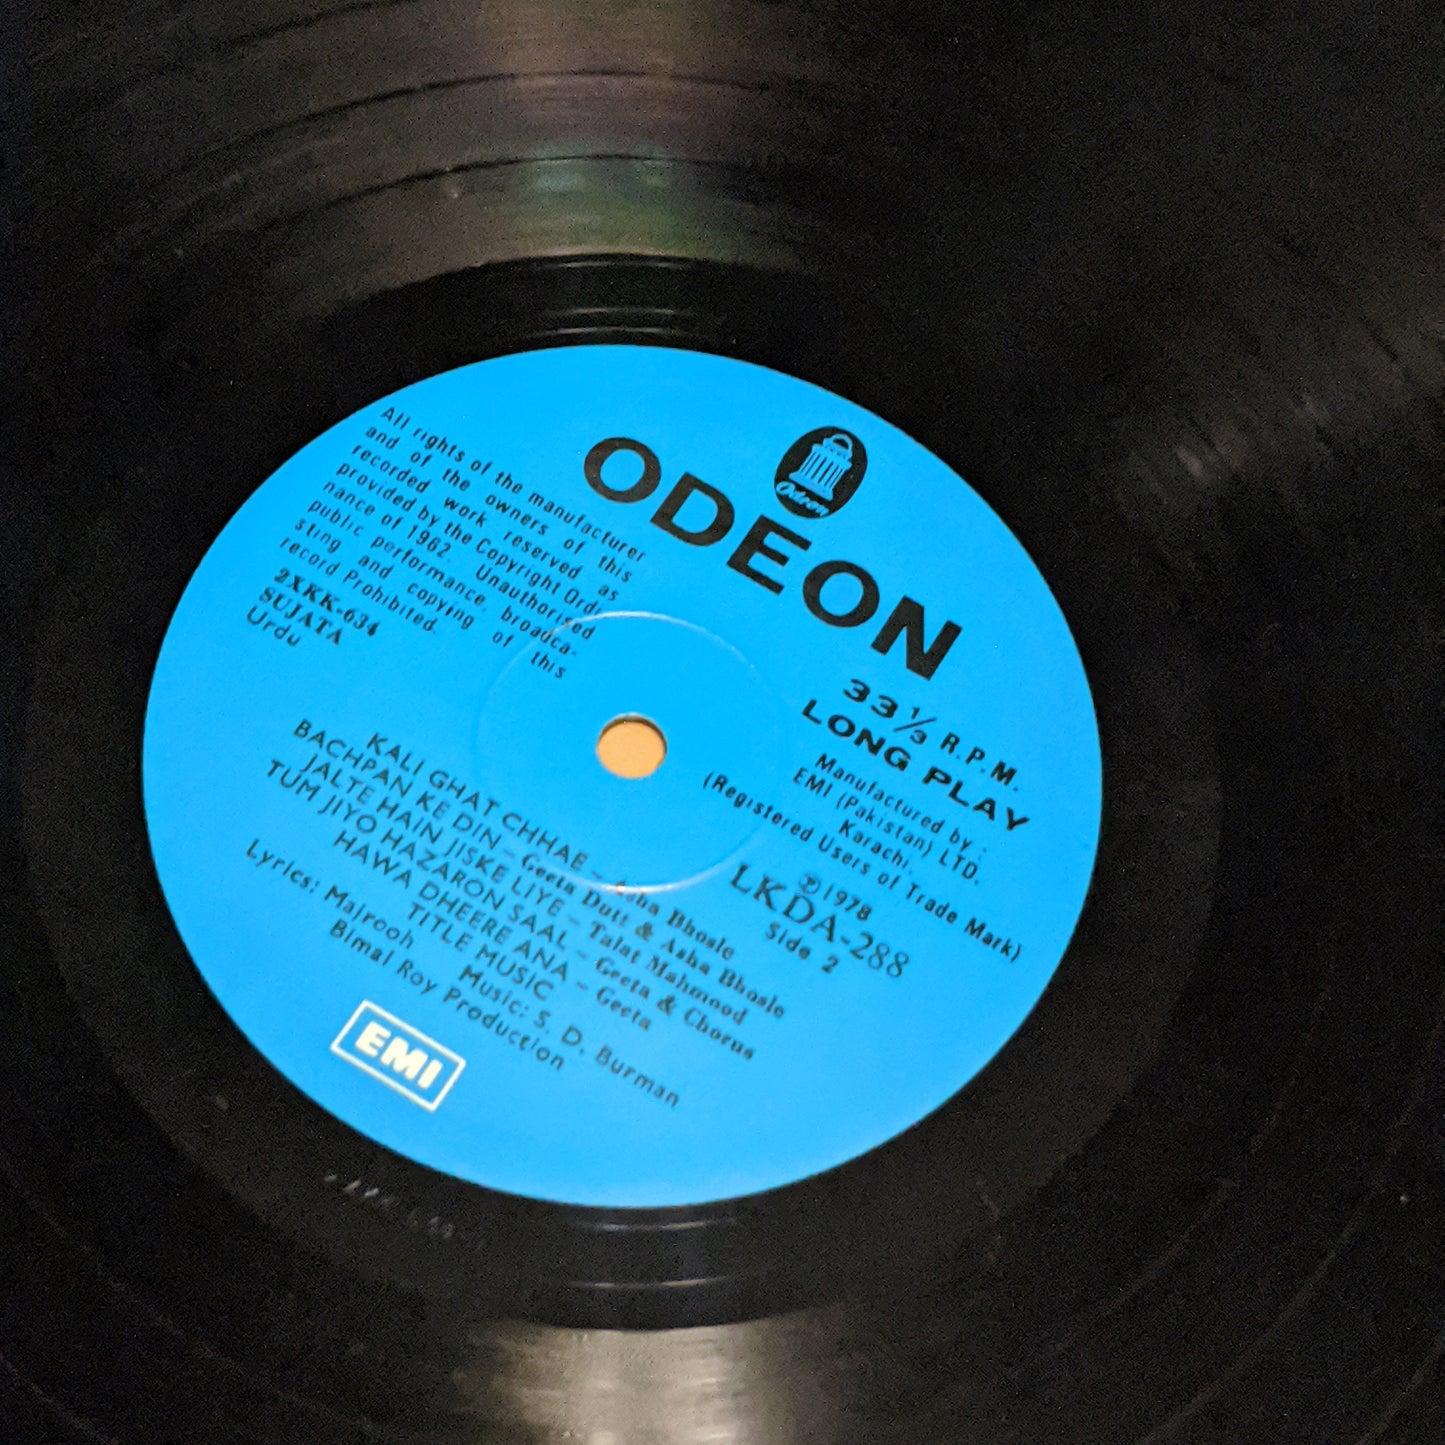 Odeon
ODEON
33 1/3 R.P.M.
LONG PLAY
Manufactured by :
EMI (Pakistan) LTD.
Karachi.
(Registered Users of Trade Mark)
℗ 1978
LKDA-288
Side 2
All rights of the manufacturer
and of the owners of this
recorded work reserved as
provided by the Copyright Ordi-
nance of 1962. Unauthorised
public performance, broadca-
sting and copying of this
record Prohibited.
2XKK-634
SUJATA
Urdu
KALI GHAT CHHAE – Asha Bhosle
BACHPAN KE DIN – Geeta Dutt & Asha Bhosle
JALTE HAIN JISKE LIYE – Talat Mahmood
TUM JIYO HAZARON SAAL – Geeta & Chorus
HAWA DHEERE ANA – Geeta
TITLE MUSIC
Lyrics: Majrooh Music: S. D. Burman
Bimal Roy Production
EMI